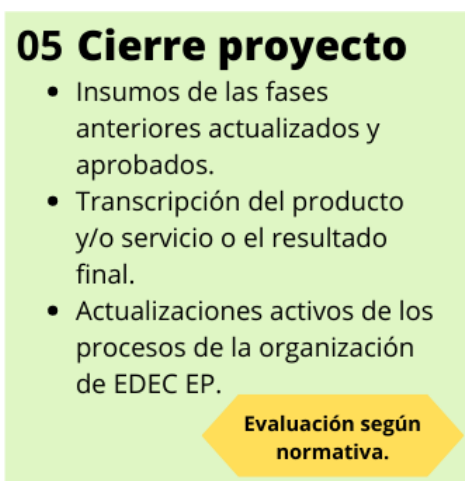 05 Cierre proyecto
• Insumos de las fases
anteriores actualizados y
aprobados.
• Transcripción del producto
y/o servicio o el resultado
final.
• Actualizaciones activos de los
procesos de la organización
de EDEC EP.
Evaluación según
normativa.